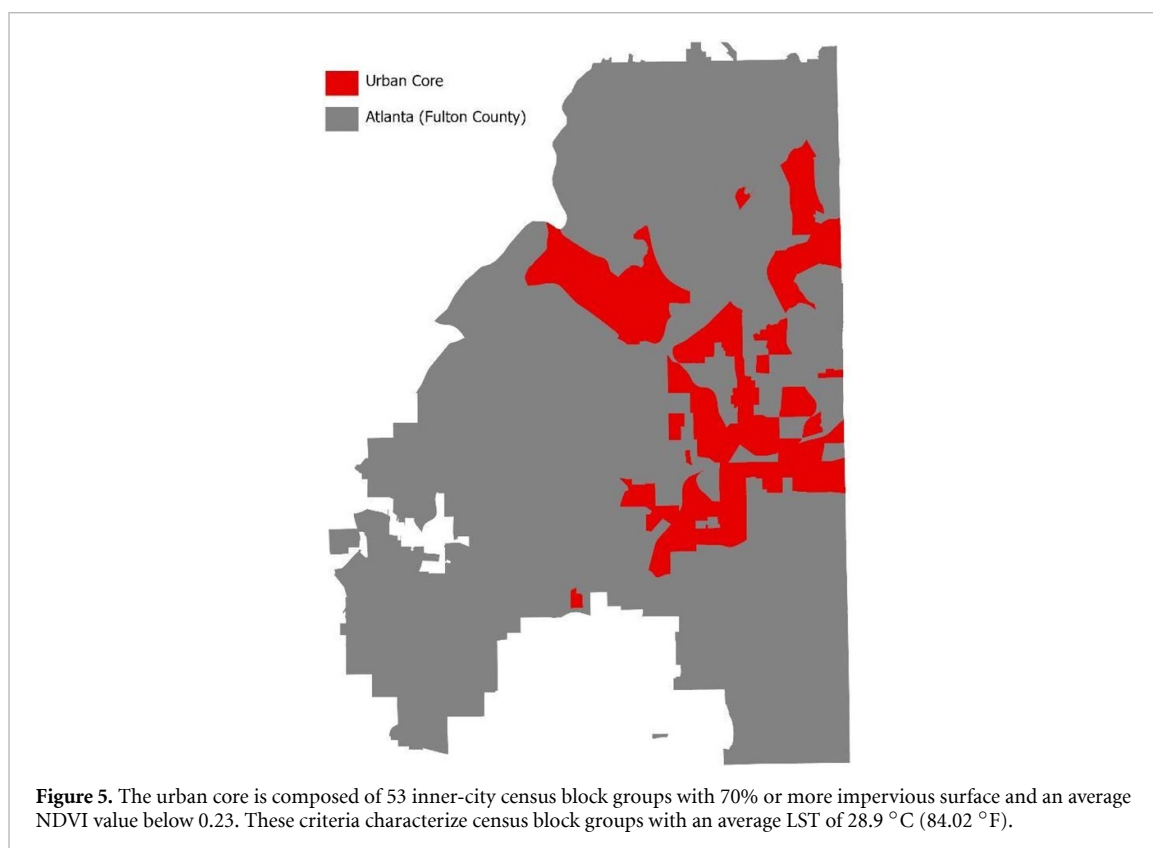 Urban Core
Atlanta (Fulton County)
Figure 5. The urban core is composed of 53 inner-city census block groups with 70% or more impervious surface and an average
NDVI value below 0.23. These criteria characterize census block groups with an average LST of 28.9 °C (84.02 °F).